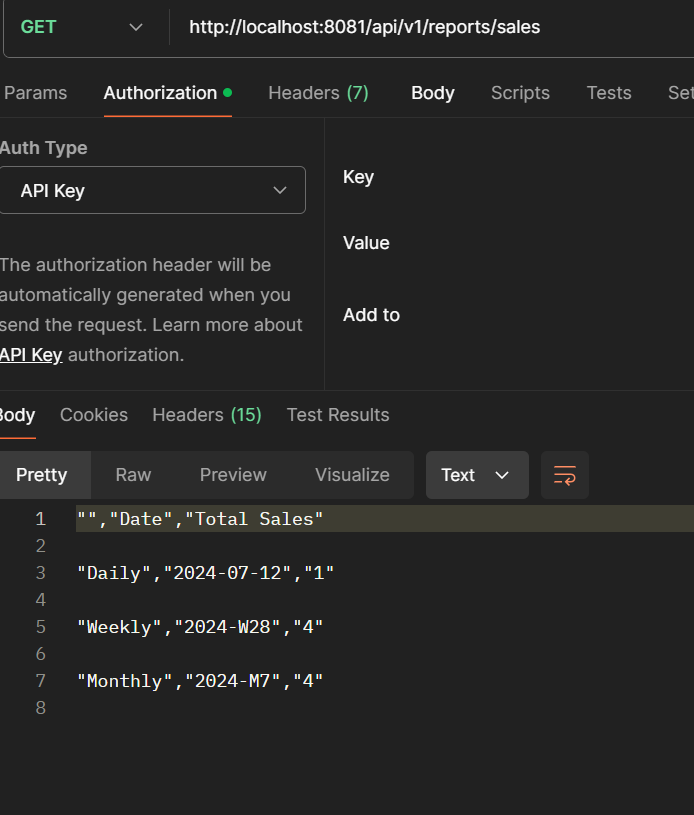 GET http://localhost:8081/api/v1/reports/sales
Params Authorization Headers (7) Body Scripts Tests Set
Auth Type
API Key
Key
Value
Add to
The authorization header will be
automatically generated when you
send the request. Learn more about
API Key authorization.
Body Cookies Headers (15) Test Results
Pretty Raw Preview Visualize Text
1 "","Date","Total Sales"
2
3 "Daily","2024-07-12","1"
4
5 "Weekly","2024-W28","4"
6
7 "Monthly","2024-M7","4"
8